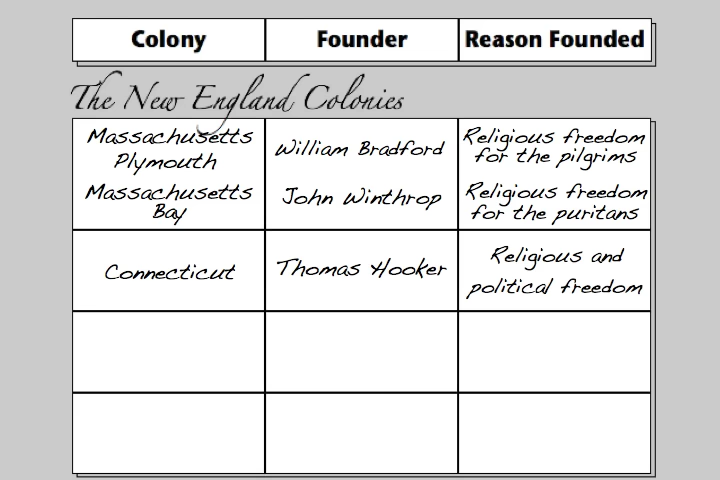 Colony Founder Reason Founded
The New England Colonies
Massachusetts
Plymouth
William Bradford
Religious freedom
for the pilgrims
Massachusetts
Bay
John Winthrop
Religious freedom
for the puritans
Connecticut
Thomas Hooker
Religious and
political freedom